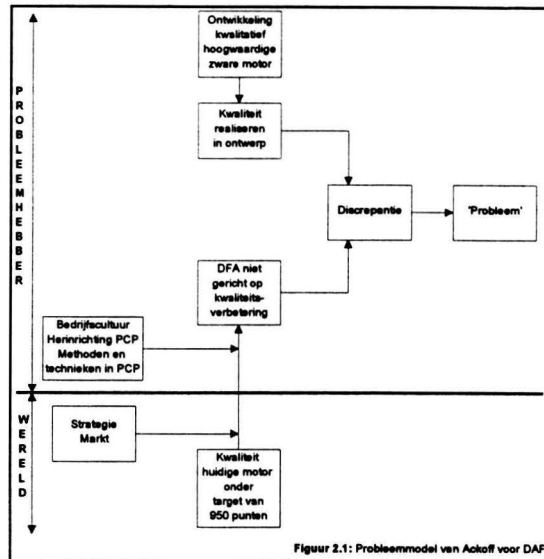 Ontwikkeling
kwalitatief
hoogwaardige
zware motor
PROBLEEMHEBBER
Kwaliteit
realiseren
in ontwerp
Discrepantie
'Probleem'
DFA niet
gericht op
kwaliteits-
verbetering
Bedrijfscultuur
Herinrichting PCP
Methoden en
technieken in PCP
WERELD
Strategie
Markt
Kwaliteit
huidige motor
onder
target van
950 punten
Figuur 2.1: Probleemmodel van Ackoff voor DAF